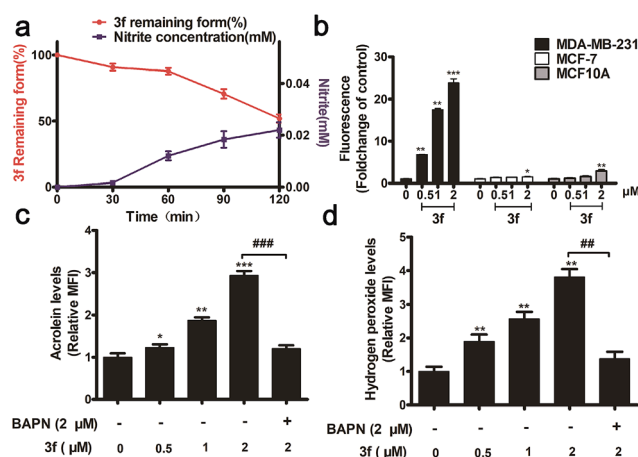 a
3f remaining form(%)
Nitrite concentration(mM)
3f Remaining form(%)
100
50
0
0.04
0.02
0.00
Nitrite(mM)
0 30 60 90 120
Time (min)
b
MDA-MB-231
MCF-7
MCF10A
Fluorescence
(Foldchange of control)
30
20
10
0
** ** *** * **
0 0.5 1 2 0 0.5 1 2 0 0.5 1 2 μM
3f 3f 3f
c
Acrolein levels
(Relative MFI)
4
3
2
1
0
* ** *** ###
BAPN (2 μM) - - - - +
3f ( μM) 0 0.5 1 2 2
d
Hydrogen peroxide levels
(Relative MFI)
6
4
2
0
** ** ** ##
BAPN (2 μM) - - - - +
3f ( μM) 0 0.5 1 2 2